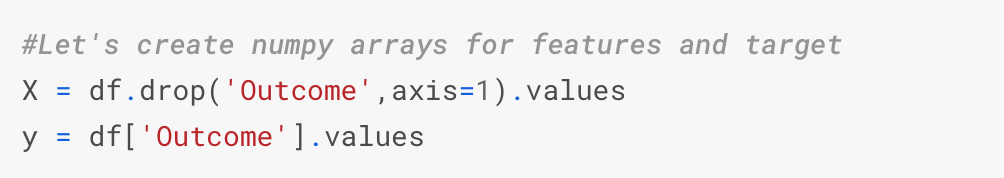 #Let's create numpy arrays for features and target
X = df.drop('Outcome',axis=1).values
y = df['Outcome'].values